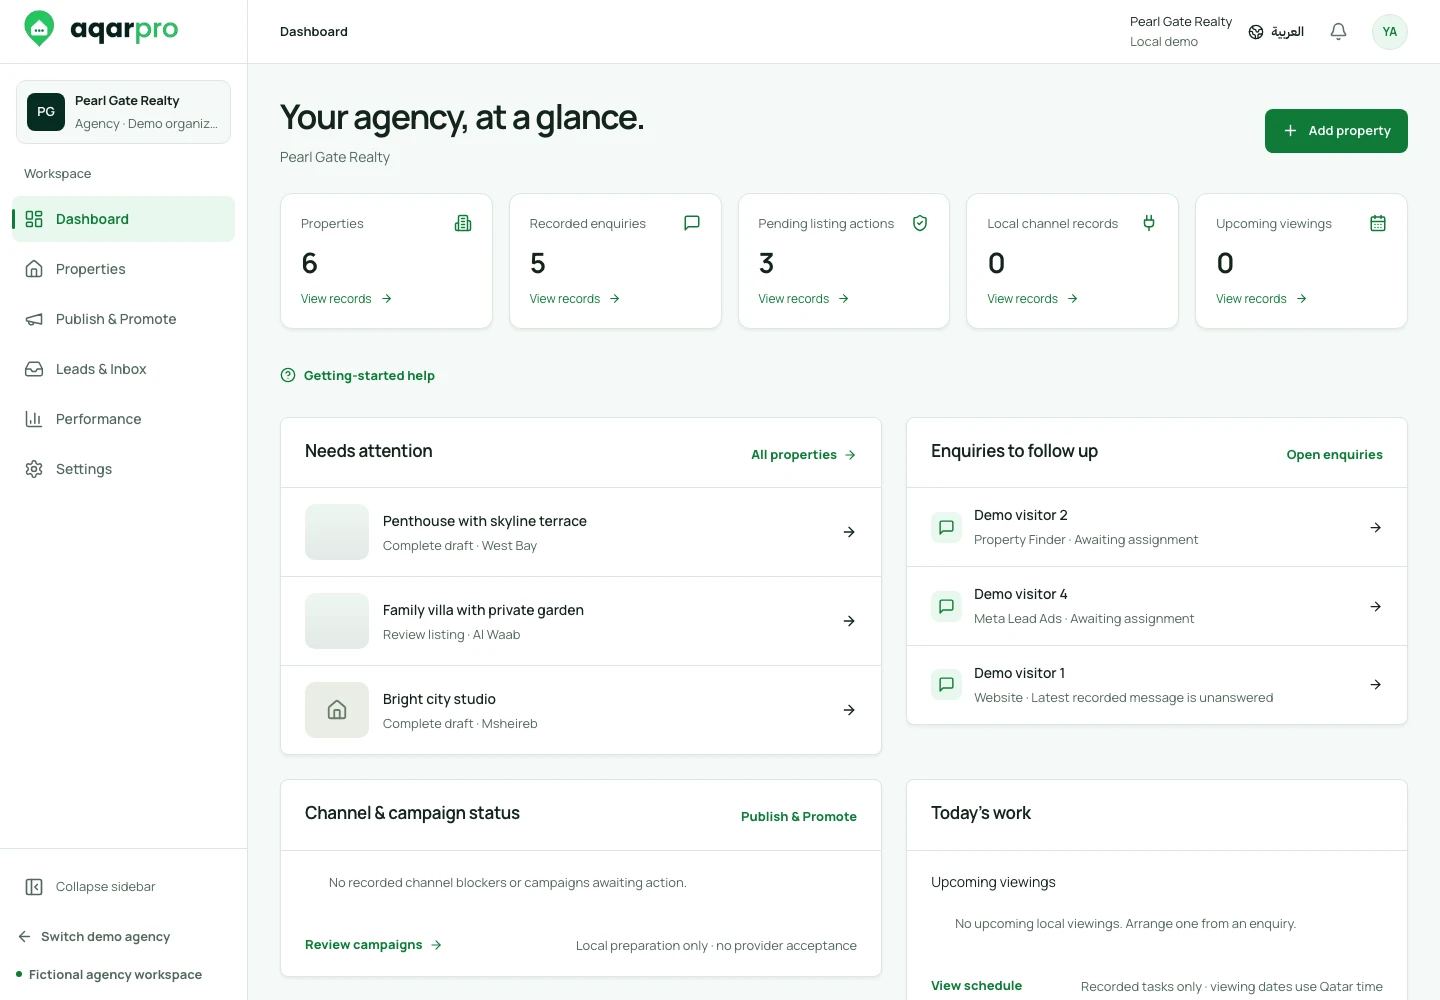 aqarpro
PG
Pearl Gate Realty
Agency · Demo organiz...
Workspace
Dashboard
Properties
Publish & Promote
Leads & Inbox
Performance
Settings
Collapse sidebar
Switch demo agency
Fictional agency workspace
Dashboard
Pearl Gate Realty
Local demo
العربية
YA
Your agency, at a glance.
Pearl Gate Realty
Add property
Properties
6
View records
Recorded enquiries
5
View records
Pending listing actions
3
View records
Local channel records
0
View records
Upcoming viewings
0
View records
Getting-started help
Needs attention
All properties
Penthouse with skyline terrace
Complete draft · West Bay
Family villa with private garden
Review listing · Al Waab
Bright city studio
Complete draft · Msheireb
Enquiries to follow up
Open enquiries
Demo visitor 2
Property Finder · Awaiting assignment
Demo visitor 4
Meta Lead Ads · Awaiting assignment
Demo visitor 1
Website · Latest recorded message is unanswered
Channel & campaign status
Publish & Promote
No recorded channel blockers or campaigns awaiting action.
Review campaigns
Local preparation only · no provider acceptance
Today's work
Upcoming viewings
No upcoming local viewings. Arrange one from an enquiry.
View schedule
Recorded tasks only · viewing dates use Qatar time